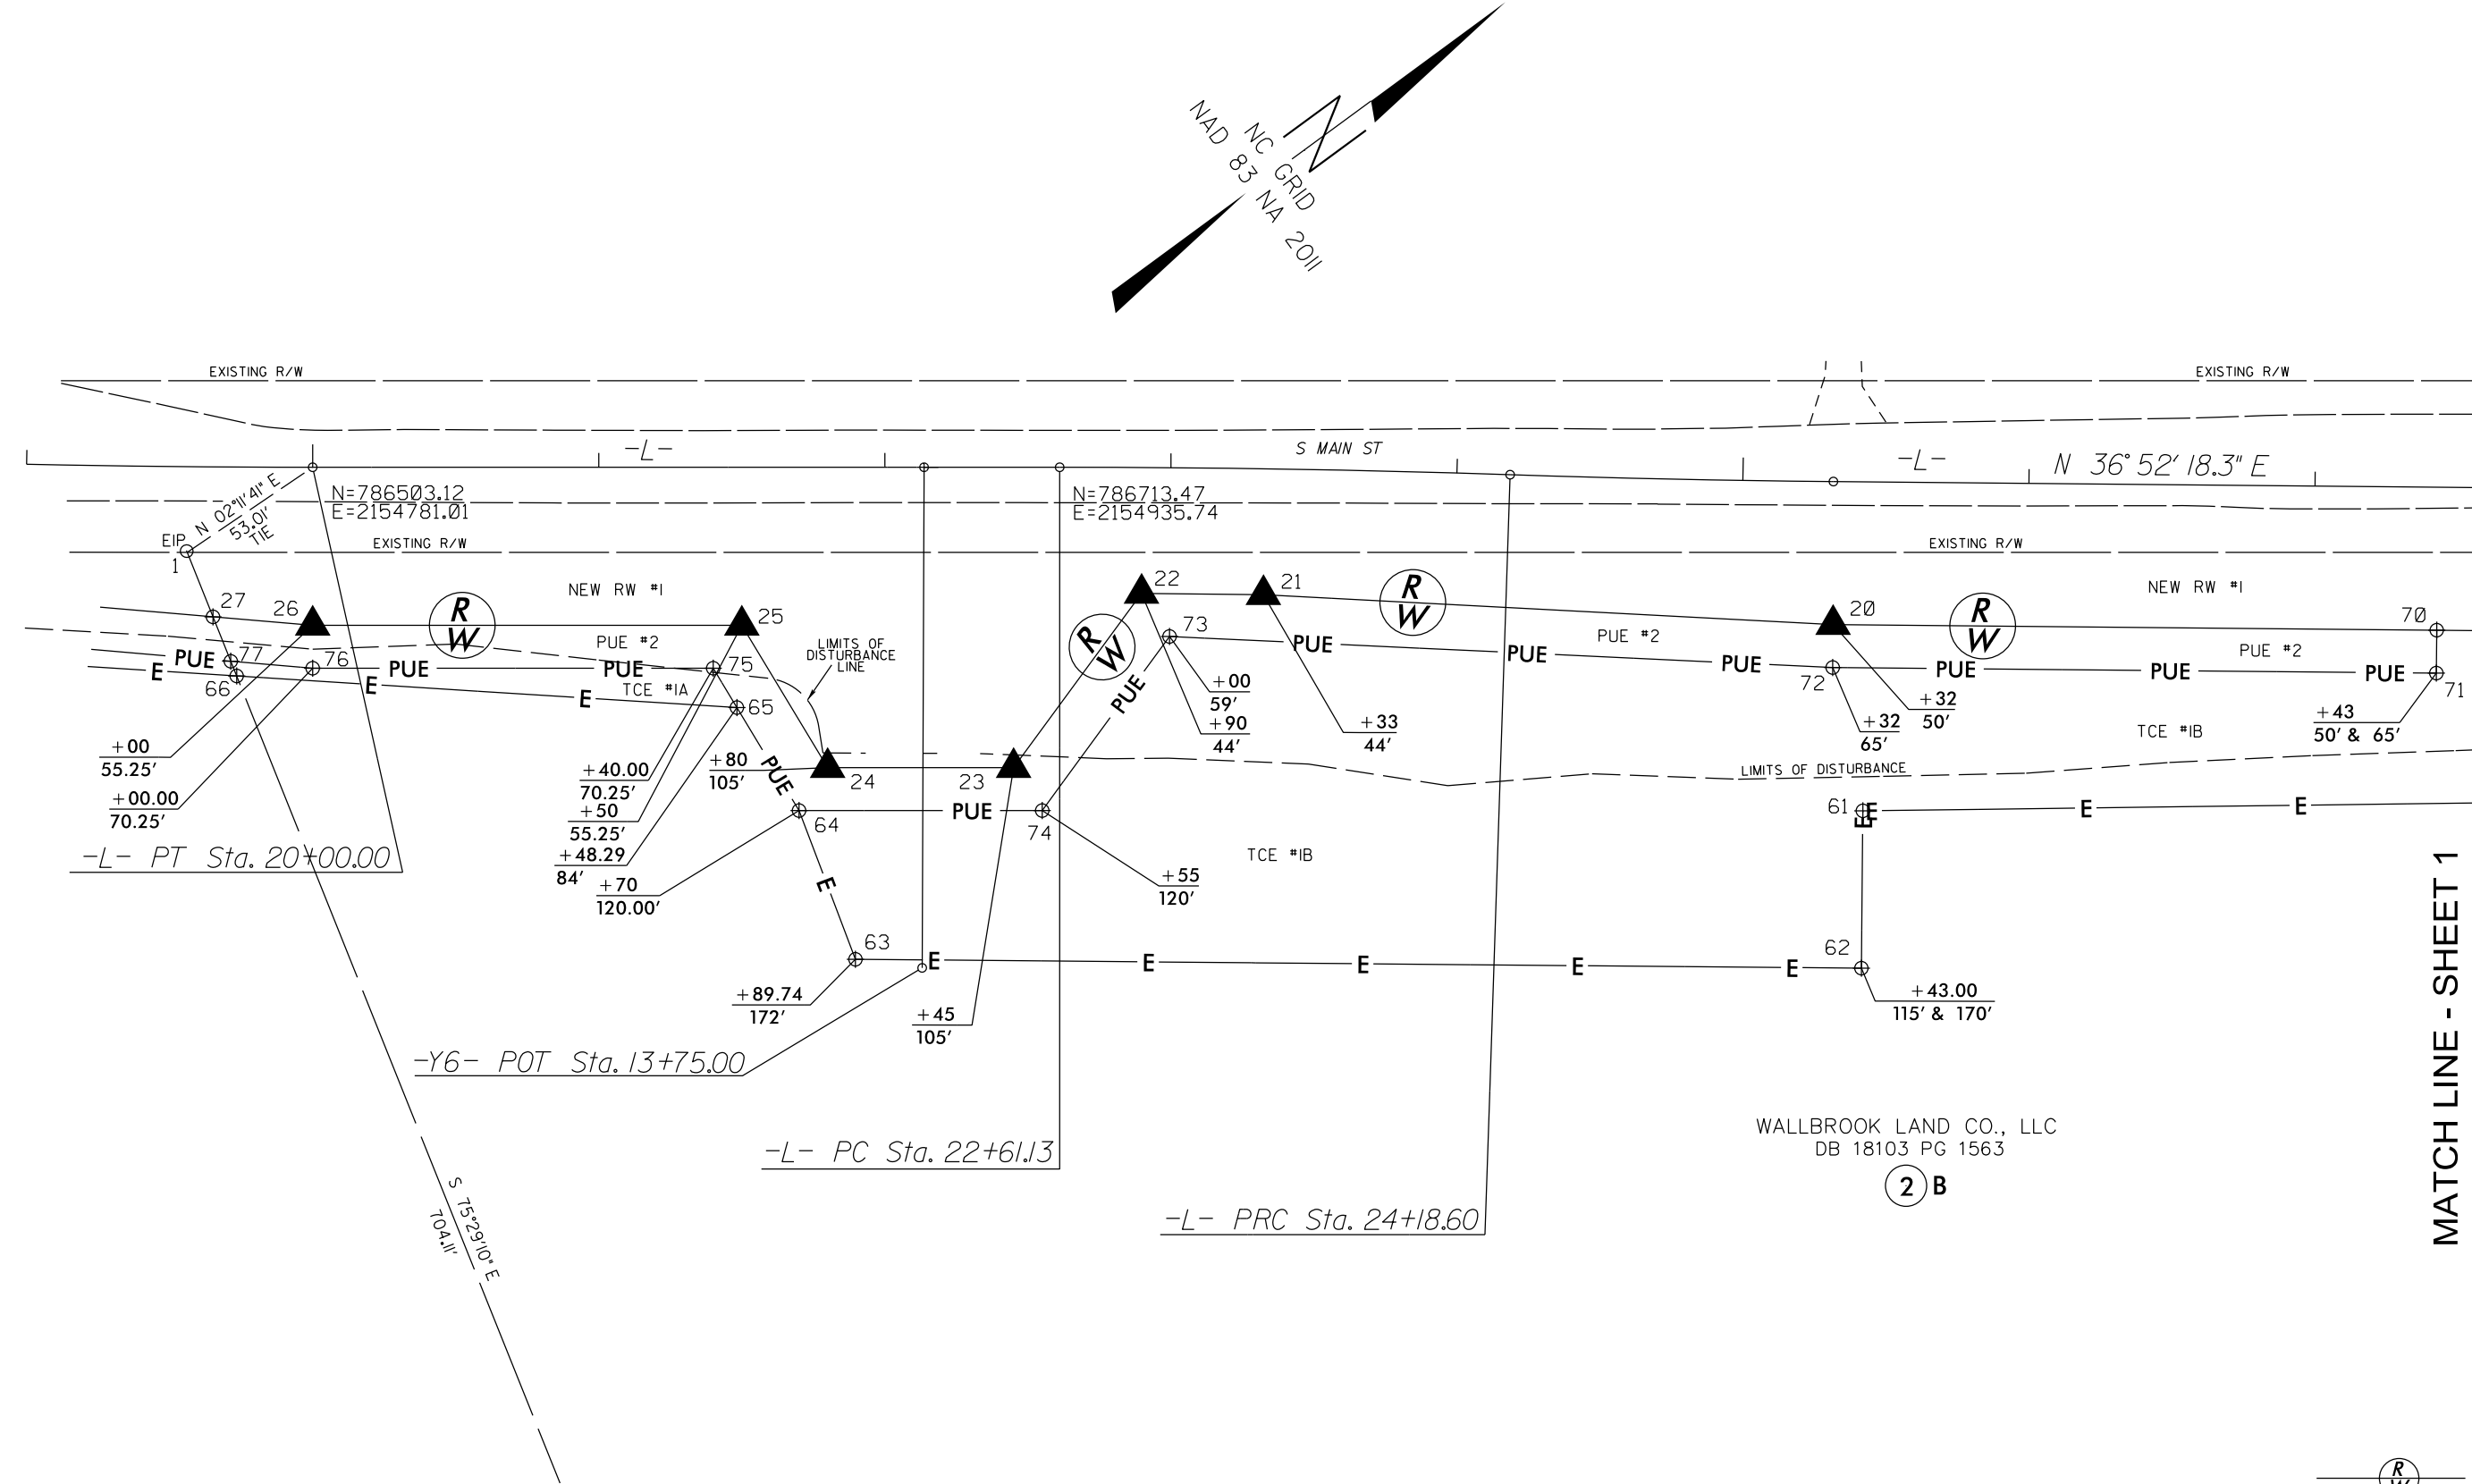 NC GRID
NAD 83 NA 2011
EXISTING R/W
EXISTING R/W
-L-
S MAIN ST
-L-
N 36°52'18.3" E
N 02°11'41" E
53.01'
TIE
N=786503.12
E=2154781.01
N=786713.47
E=2154935.74
EIP
1
EXISTING R/W
EXISTING R/W
27
26
R
W
NEW RW #1
25
PUE #2
LIMITS OF
DISTURBANCE
LINE
22
21
R
W
R
W
73
PUE
PUE
PUE #2
PUE
20
R
W
NEW RW #1
70
PUE #2
PUE
77
76
PUE
PUE
75
66
E
E
E
TCE #1A
65
72
PUE
PUE
PUE
71
+00
55.25'
+00.00
70.25'
+40.00
70.25'
+50
55.25'
+48.29
84'
+70
120.00'
+80
105'
PUE
24
23
PUE
+00
59'
+90
44'
+33
44'
+32
65'
+32
50'
+43
50' & 65'
TCE #1B
LIMITS OF DISTURBANCE
64
PUE
74
61
E
E
E
E
-L- PT Sta. 20+00.00
TCE #1B
+55
120'
E
63
E
E
E
E
E
62
+89.74
172'
+45
105'
+43.00
115' & 170'
-Y6- POT Sta. 13+75.00
-L- PC Sta. 22+61.13
-L- PRC Sta. 24+18.60
S 75°29'10" E
704.11'
WALLBROOK LAND CO., LLC
DB 18103 PG 1563
2 B
MATCH LINE - SHEET 1
R
W